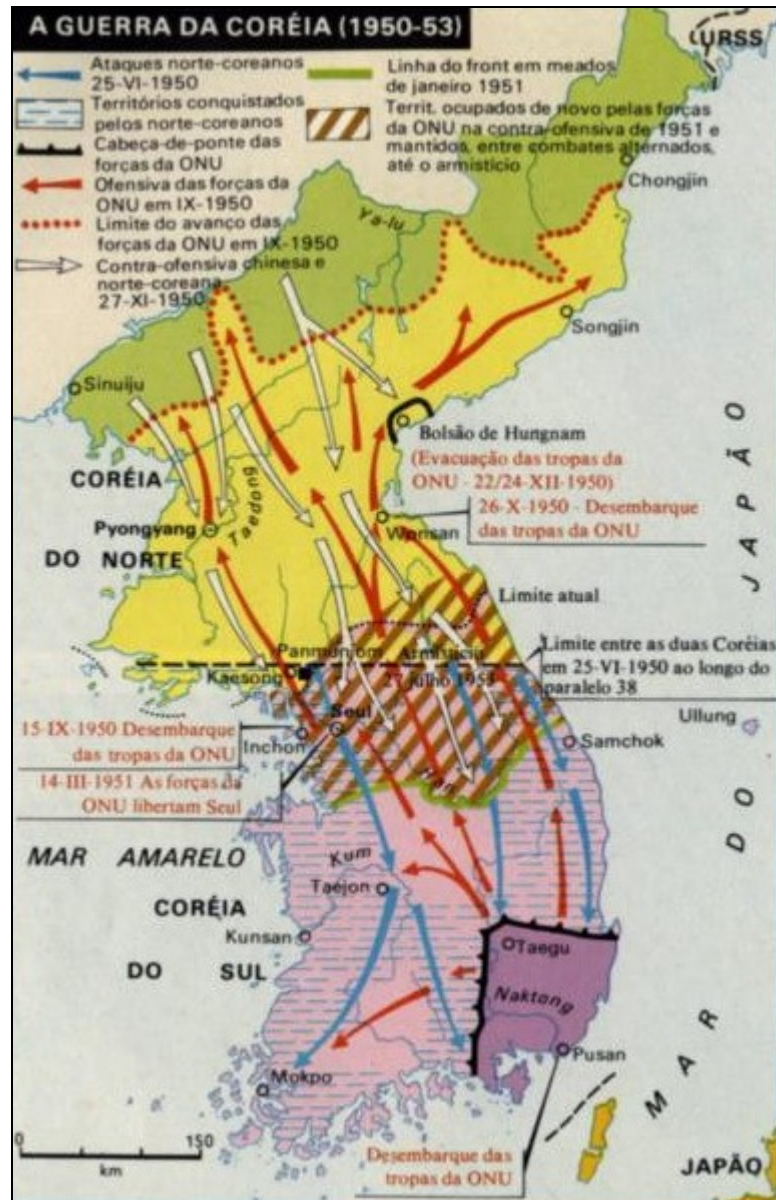 A GUERRA DA CORÉIA (1950-53)
Ataques norte-coreanos
25-VI-1950
Territórios conquistados
pelos norte-coreanos
Cabeça-de-ponte das
forças da ONU
Ofensiva das forças da
ONU em IX-1950
Limite do avanço das
forças da ONU em IX-1950
Contra-ofensiva chinesa e
norte-coreana
27-XI-1950
Linha do front em meados
de janeiro 1951
Territ. ocupados de novo pelas forças
da ONU na contra-ofensiva de 1951 e
mantidos, entre combates alternados,
até o armistício
URSS
Chongjin
Ya-lu
Songjin
Sinuiju
Bolsão de Hungnam
(Evacuação das tropas da
ONU - 22/24-XII-1950)
CORÉIA
DO NORTE
Taedong
Pyongyang
Wonsan
26-X-1950 - Desembarque
das tropas da ONU
Limite atual
Panmunjom
Armistício
27 julho 1953
Kaesong
Limite entre as duas Coréias
em 25-VI-1950 ao longo do
paralelo 38
Seul
Ullung
15-IX-1950 Desembarque
das tropas da ONU
Inchon
Samchok
14-III-1951 As forças da
ONU libertam Seul
Han
MAR AMARELO
Kum
Taejon
CORÉIA
DO SUL
Kunsan
Taegu
Naktong
Pusan
Mokpo
MAR DO JAPÃO
0 150
km
Desembarque das
tropas da ONU
JAPÃO